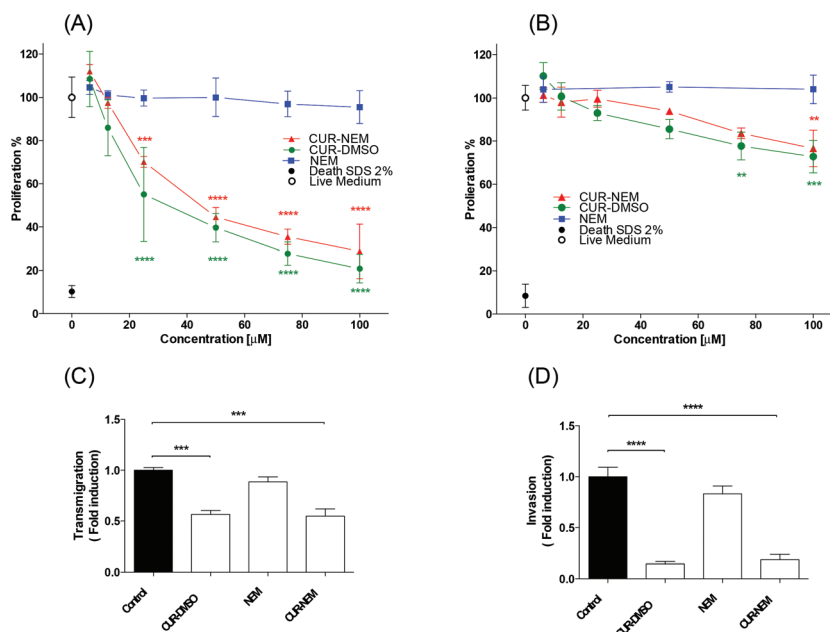 (A)
120
100
80
60
40
20
0
Proliferation %
***
****
****
****
****
****
****
****
CUR-NEM
CUR-DMSO
NEM
Death SDS 2%
Live Medium
0
20
40
60
80
100
Concentration [μM]
(B)
120
100
80
60
40
20
0
Proliferation %
**
**
***
CUR-NEM
CUR-DMSO
NEM
Death SDS 2%
Live Medium
0
20
40
60
80
100
Concentration [μM]
(C)
1.5
1.0
0.5
0.0
Transmigration
( Fold induction)
***
***
Control
CUR-DMSO
NEM
CUR-NEM
(D)
1.5
1.0
0.5
0.0
Invasion
( Fold induction)
****
****
Control
CUR-DMSO
NEM
CUR-NEM